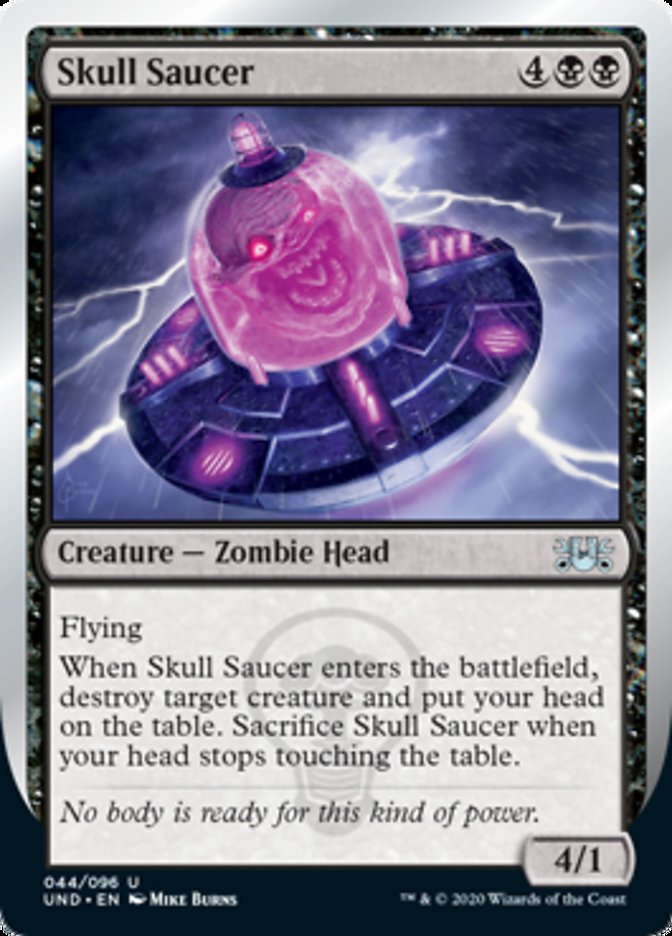 Skull Saucer 4
Creature — Zombie Head
Flying
When Skull Saucer enters the battlefield,
destroy target creature and put your head
on the table. Sacrifice Skull Saucer when
your head stops touching the table.
No body is ready for this kind of power.
4/1
044/096 U
UND • EN Mike Burns
™ & © 2020 Wizards of the Coast